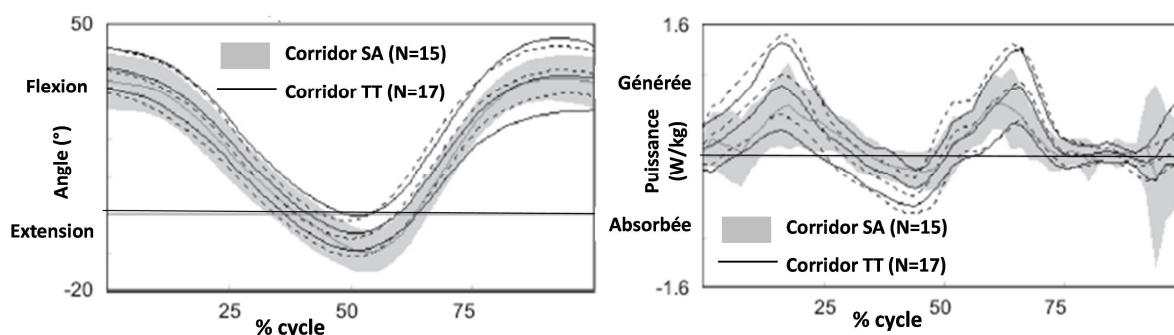 50
Corridor SA (N=15)
Flexion
Corridor TT (N=17)
Angle (°)
Extension
-20
25
50
75
% cycle
1.6
Générée
Puissance
(W/kg)
Absorbée
Corridor SA (N=15)
Corridor TT (N=17)
-1.6
25
50
75
% cycle